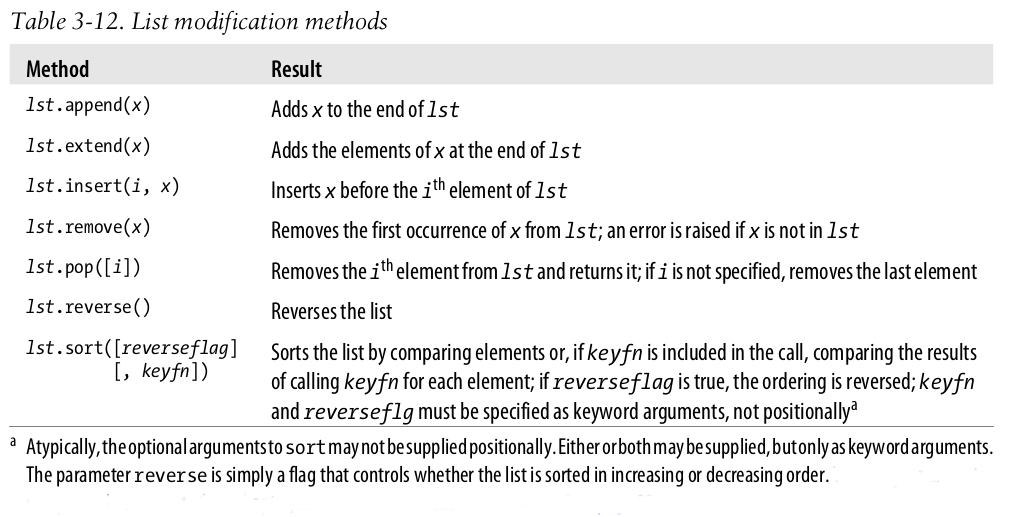 Table 3-12. List modification methods
Method Result
lst.append(x) Adds x to the end of lst
lst.extend(x) Adds the elements of x at the end of lst
lst.insert(i, x) Inserts x before the ith element of lst
lst.remove(x) Removes the first occurrence of x from lst; an error is raised if x is not in lst
lst.pop([i]) Removes the ith element from lst and returns it; if i is not specified, removes the last element
lst.reverse() Reverses the list
lst.sort([reverseflag] Sorts the list by comparing elements or, if keyfn is included in the call, comparing the results
[, keyfn]) of calling keyfn for each element; if reverseflag is true, the ordering is reversed; keyfn
and reverseflg must be specified as keyword arguments, not positionallya
a Atypically, the optional arguments to sort may not be supplied positionally. Either or both may be supplied, but only as keyword arguments.
The parameter reverse is simply a flag that controls whether the list is sorted in increasing or decreasing order.